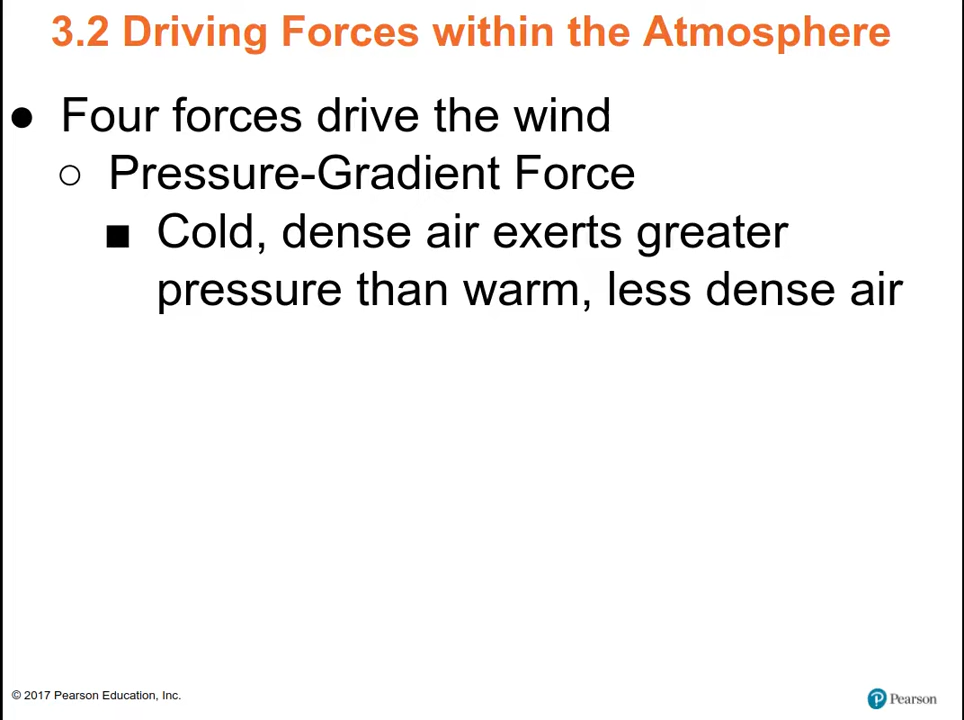 3.2 Driving Forces within the Atmosphere
● Four forces drive the wind
○ Pressure-Gradient Force
■ Cold, dense air exerts greater
pressure than warm, less dense air
© 2017 Pearson Education, Inc.
Pearson